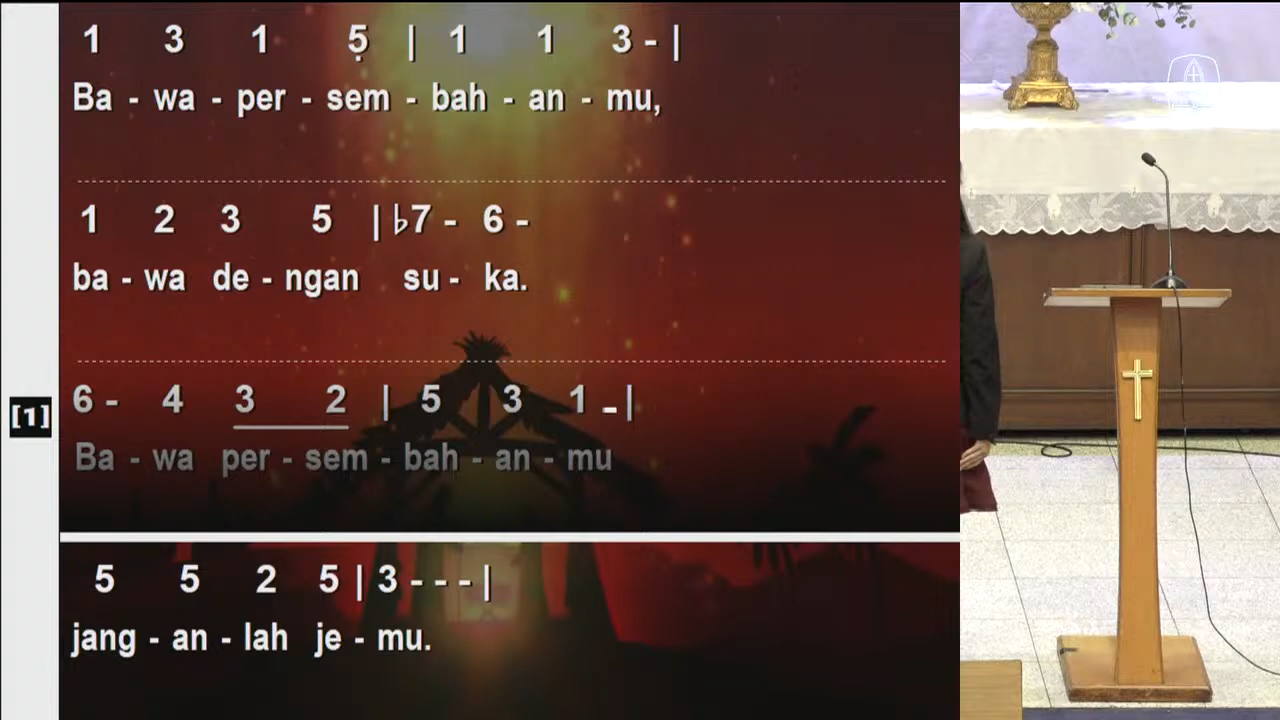 1 3 1 5̣ | 1 1 3 - |
Ba - wa - per - sem - bah - an - mu,
1 2 3 5 | ♭7 - 6 -
ba - wa de - ngan su - ka.
6 - 4 3 2 | 5 3 1 - |
[1]
Ba - wa per - sem - bah - an - mu
5 5 2 5 | 3 - - - |
jang - an - lah je - mu.